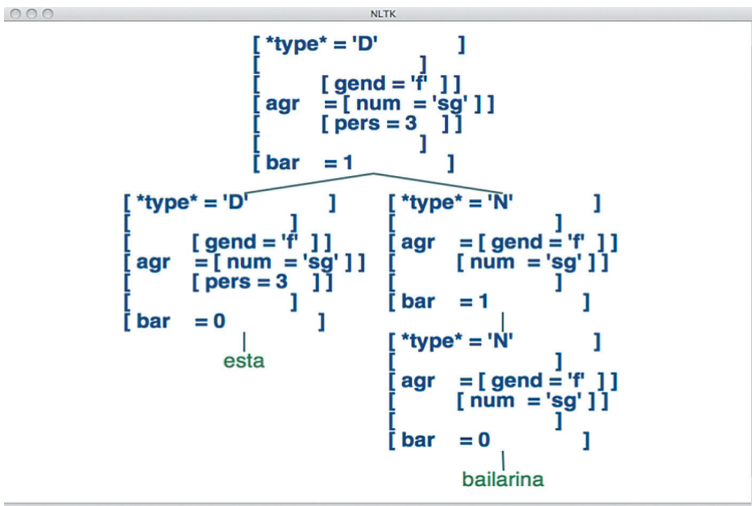 NLTK
[ *type* = 'D' ]
[ ]
[ [ gend = 'f' ] ]
[ agr = [ num = 'sg' ] ]
[ [ pers = 3 ] ]
[ ]
[ bar = 1 ]
[ *type* = 'D' ]
[ ]
[ [ gend = 'f' ] ]
[ agr = [ num = 'sg' ] ]
[ [ pers = 3 ] ]
[ ]
[ bar = 0 ]
esta
[ *type* = 'N' ]
[ ]
[ agr = [ gend = 'f' ] ]
[ [ num = 'sg' ] ]
[ ]
[ bar = 1 ]
[ *type* = 'N' ]
[ ]
[ agr = [ gend = 'f' ] ]
[ [ num = 'sg' ] ]
[ ]
[ bar = 0 ]
bailarina